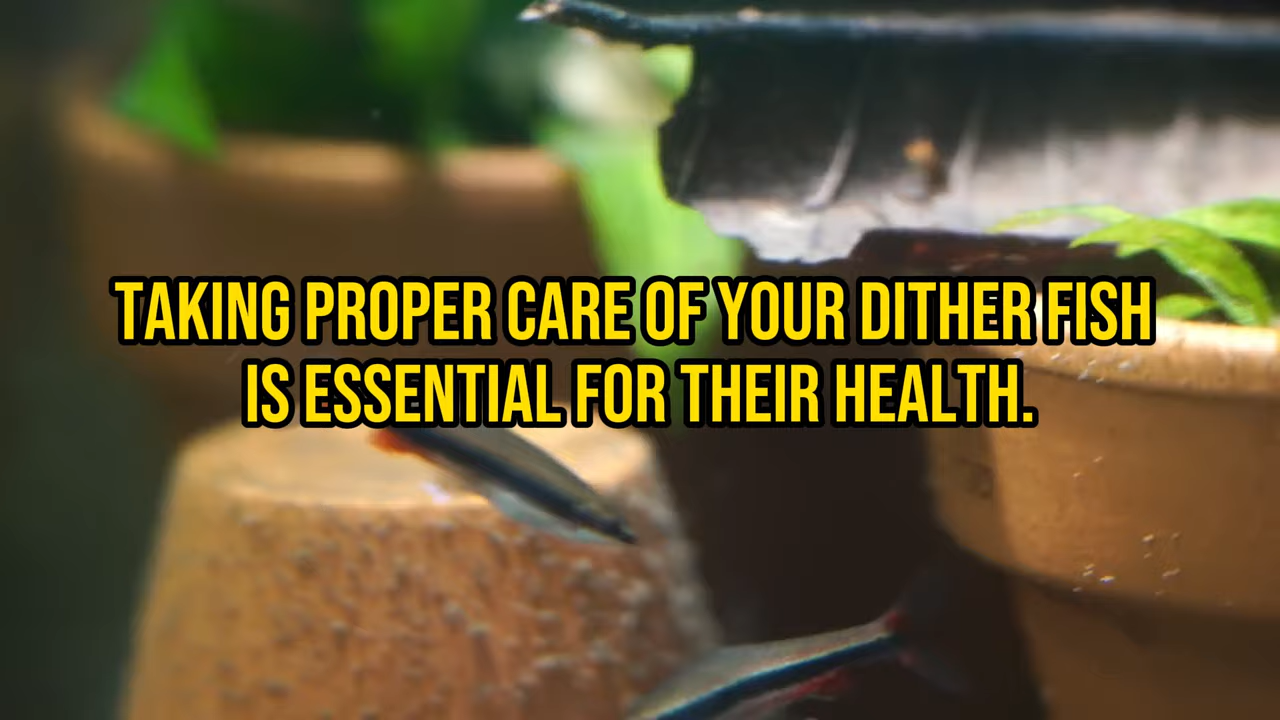 TAKING PROPER CARE OF YOUR DITHER FISH
IS ESSENTIAL FOR THEIR HEALTH.